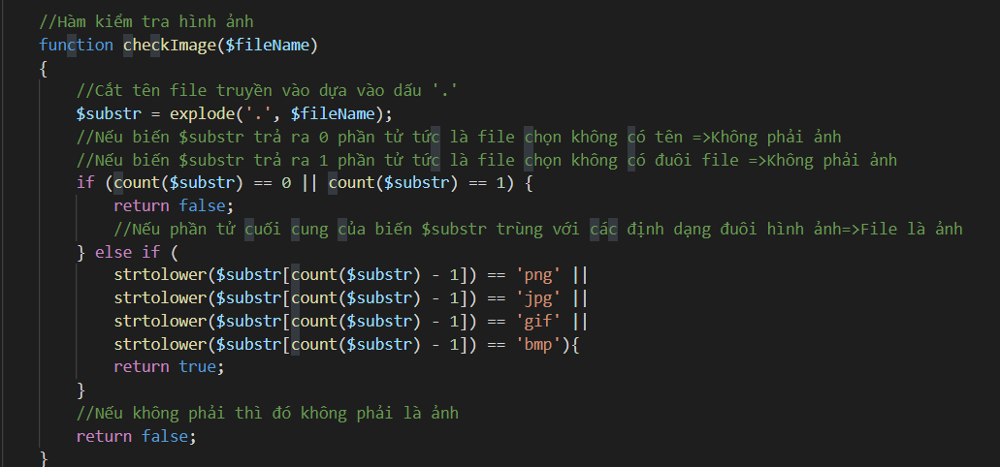 //Hàm kiểm tra hình ảnh
function checkImage($fileName)
{
//Cắt tên file truyền vào dựa vào dấu '.'
$substr = explode('.', $fileName);
//Nếu biến $substr trả ra 0 phần tử tức là file chọn không có tên =>Không phải ảnh
//Nếu biến $substr trả ra 1 phần tử tức là file chọn không có đuôi file =>Không phải ảnh
if (count($substr) == 0 || count($substr) == 1) {
return false;
//Nếu phần tử cuối cung của biến $substr trùng với các định dạng đuôi hình ảnh=>File là ảnh
} else if (
strtolower($substr[count($substr) - 1]) == 'png' ||
strtolower($substr[count($substr) - 1]) == 'jpg' ||
strtolower($substr[count($substr) - 1]) == 'gif' ||
strtolower($substr[count($substr) - 1]) == 'bmp'){
return true;
}
//Nếu không phải thì đó không phải là ảnh
return false;
}